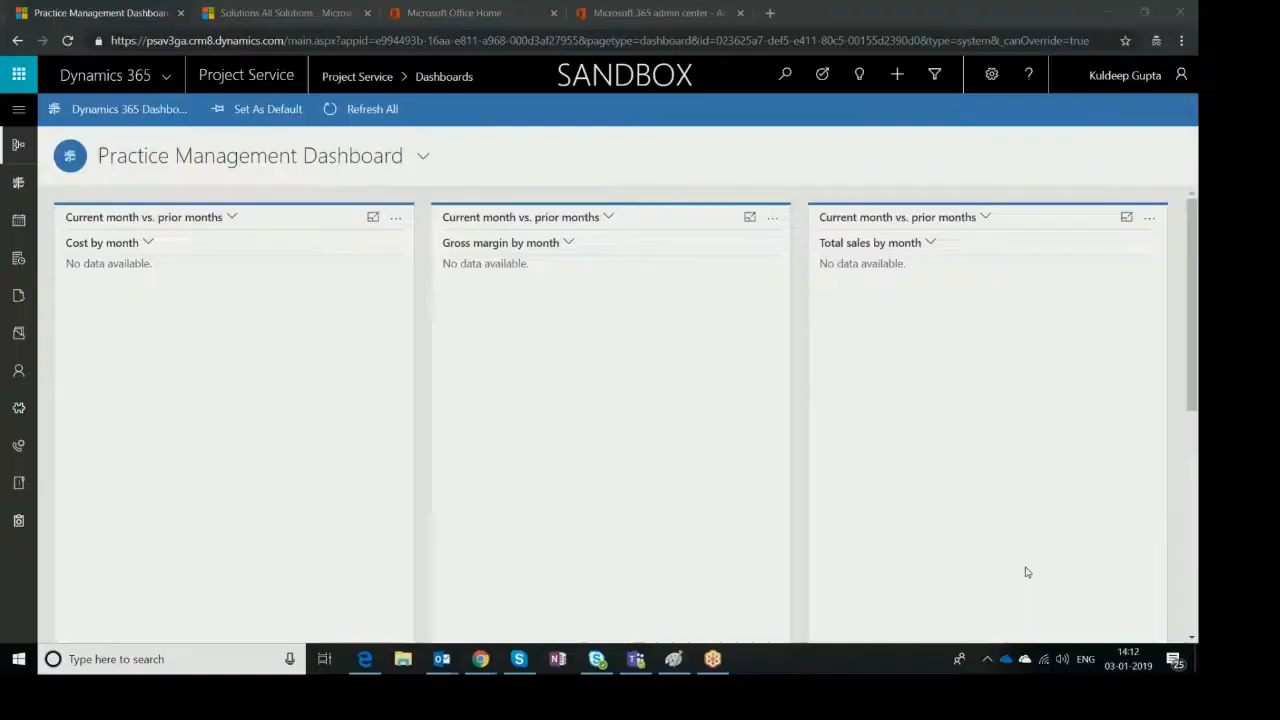 Practice Management Dashboar
Solutions All Solutions - Micros
Microsoft Office Home
Microsoft 365 admin center - A
https://psav3ga.crm8.dynamics.com/main.aspx?appid=e994493b-16aa-e811-a968-000d3af27955&pagetype=dashboard&id=023625a7-def5-e411-80c5-00155d2390d0&type=system&_canOverride=true
Dynamics 365
Project Service
Project Service > Dashboards
SANDBOX
Kuldeep Gupta
Dynamics 365 Dashbo...
Set As Default
Refresh All
Practice Management Dashboard
Current month vs. prior months
Cost by month
No data available.
Current month vs. prior months
Gross margin by month
No data available.
Current month vs. prior months
Total sales by month
No data available.
Type here to search
ENG
14:12
03-01-2019
25